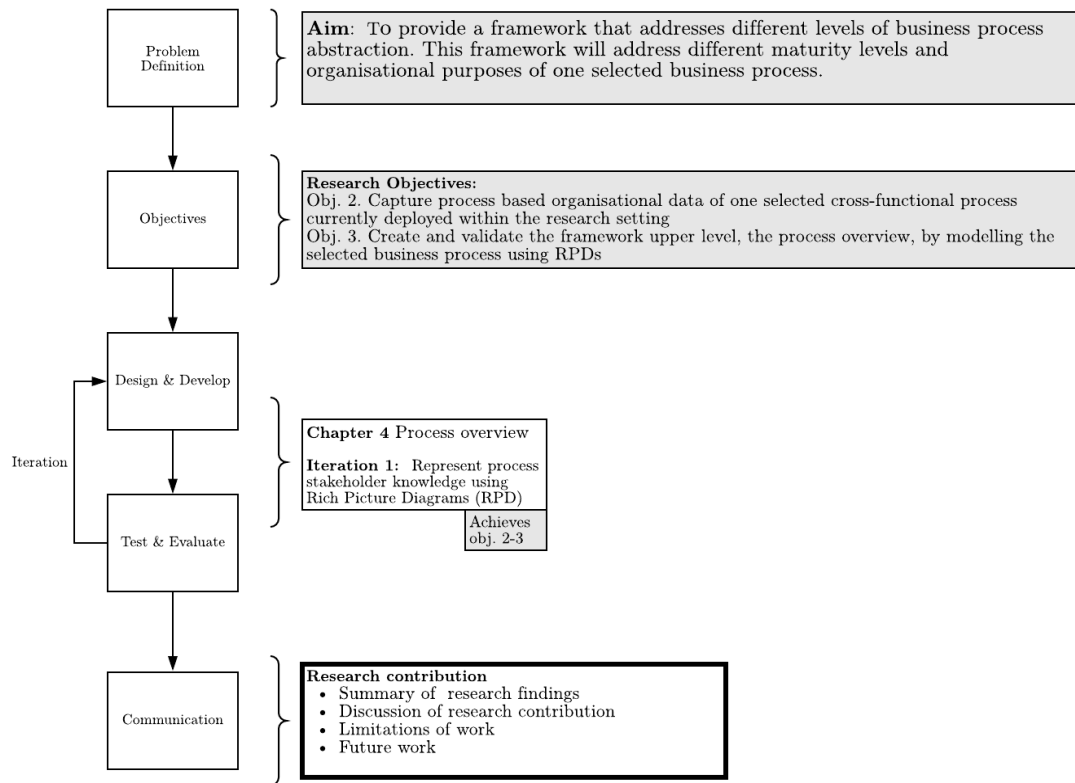 Problem
Definition
Aim: To provide a framework that addresses different levels of business process
abstraction. This framework will address different maturity levels and
organisational purposes of one selected business process.
Objectives
Research Objectives:
Obj. 2. Capture process based organisational data of one selected cross-functional process
currently deployed within the research setting
Obj. 3. Create and validate the framework upper level, the process overview, by modelling the
selected business process using RPDs
Design & Develop
Iteration
Chapter 4 Process overview
Iteration 1: Represent process
stakeholder knowledge using
Rich Picture Diagrams (RPD)
Achieves
obj. 2-3
Test & Evaluate
Communication
Research contribution
• Summary of research findings
• Discussion of research contribution
• Limitations of work
• Future work